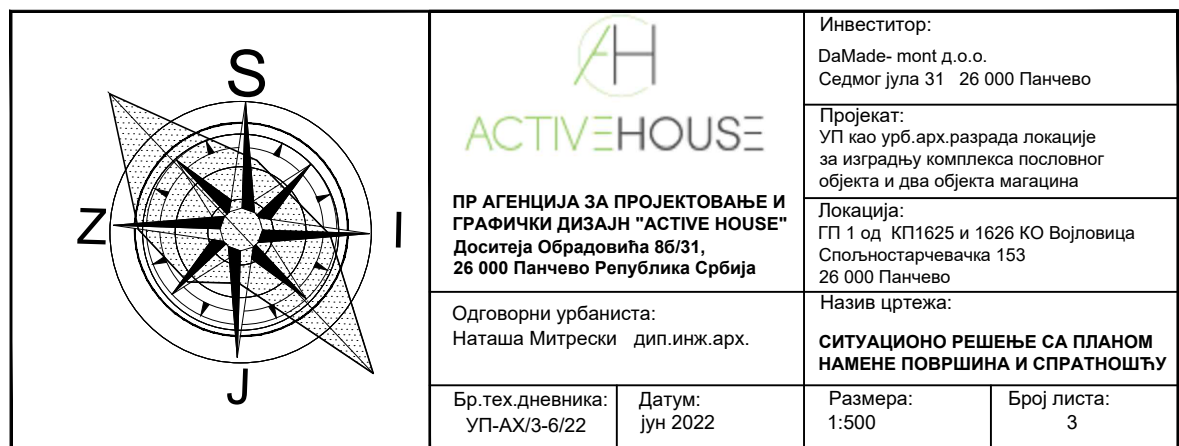 S
Z
I
J
AH
ACTIVEHOUSE
ПР АГЕНЦИЈА ЗА ПРОЈЕКТОВАЊЕ И
ГРАФИЧКИ ДИЗАЈН "ACTIVE HOUSE"
Доситеја Обрадовића 8б/31,
26 000 Панчево Република Србија
Одговорни урбаниста:
Наташа Митрески дип.инж.арх.
Бр.тех.дневника:
УП-АХ/3-6/22
Датум:
јун 2022
Инвеститор:
DaMade- mont д.о.о.
Седмог јула 31 26 000 Панчево
Пројекат:
УП као урб.арх.разрада локације
за изградњу комплекса пословног
објекта и два објекта магацина
Локација:
ГП 1 од КП1625 и 1626 КО Војловица
Спољностарчевачка 153
26 000 Панчево
Назив цртежа:
СИТУАЦИОНО РЕШЕЊЕ СА ПЛАНОМ
НАМЕНЕ ПОВРШИНА И СПРАТНОШЋУ
Размера:
1:500
Број листа:
3